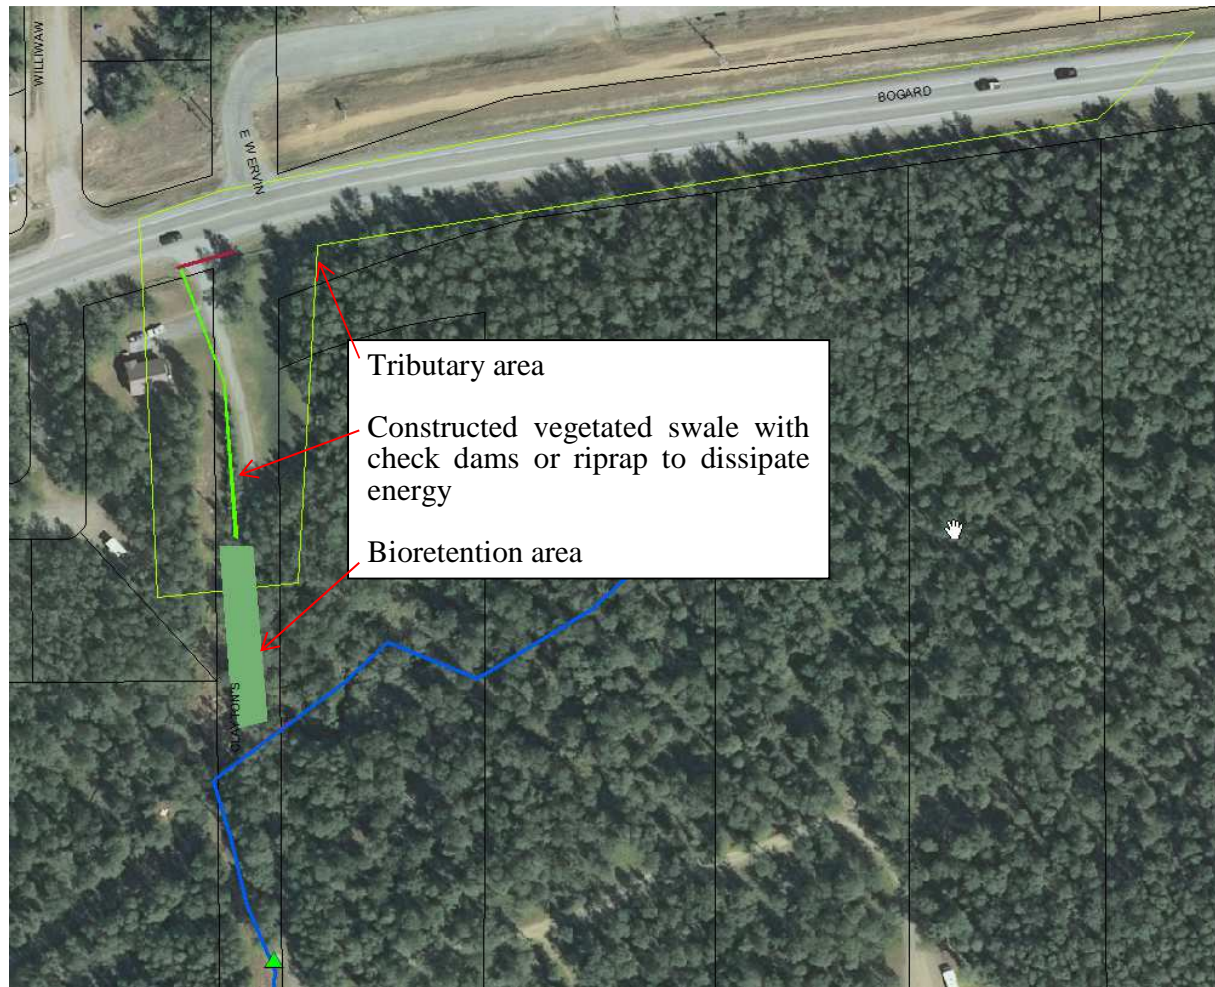 WILLIWAW
E W ERVIN
BOGARD
Tributary area
Constructed vegetated swale with
check dams or riprap to dissipate
energy
Bioretention area
CLAYTON'S